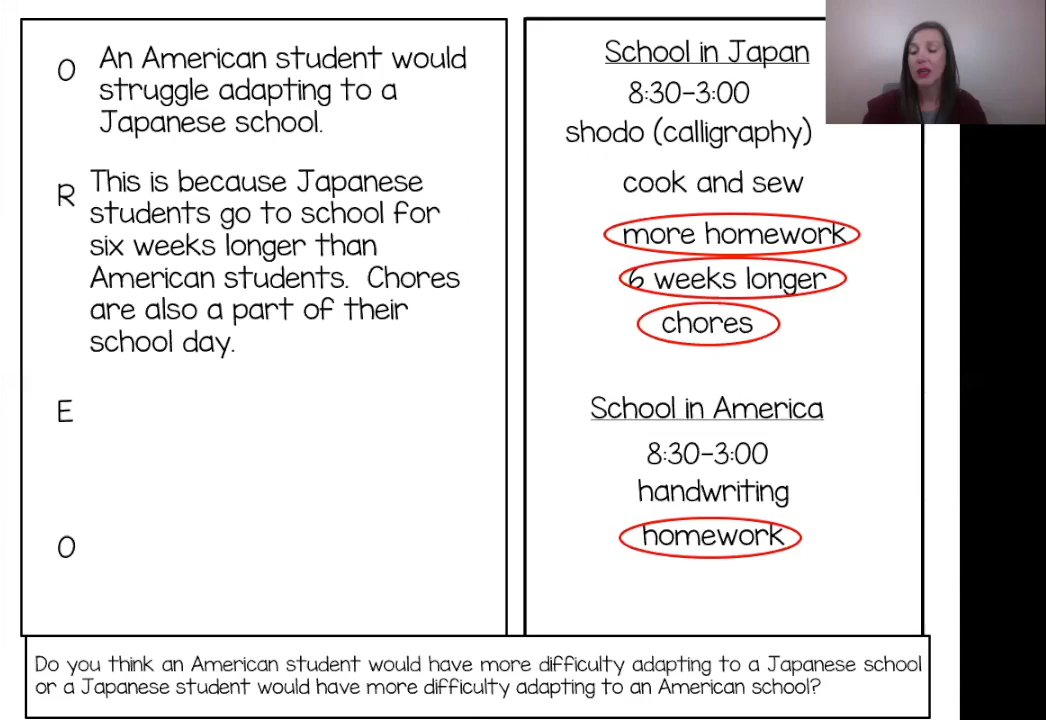 O An American student would
struggle adapting to a
Japanese school.
R This is because Japanese
students go to school for
six weeks longer than
American students. Chores
are also a part of their
school day.
E
O
School in Japan
8:30-3:00
shodo (calligraphy)
cook and sew
more homework
6 weeks longer
chores
School in America
8:30-3:00
handwriting
homework
Do you think an American student would have more difficulty adapting to a Japanese school
or a Japanese student would have more difficulty adapting to an American school?